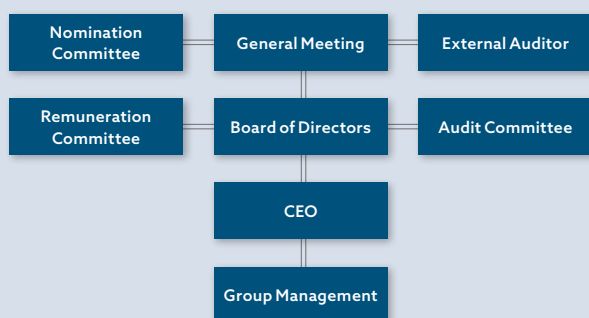 Nomination
Committee
General Meeting
External Auditor
Remuneration
Committee
Board of Directors
Audit Committee
CEO
Group Management